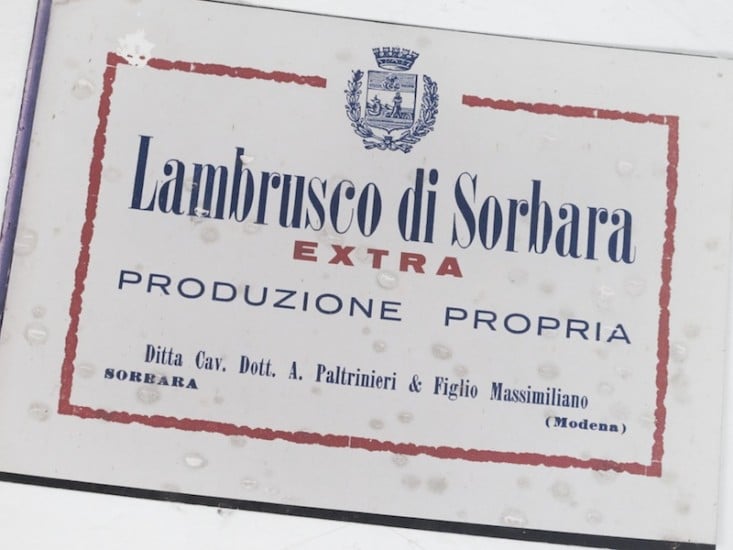 Lambrusco di Sorbara
EXTRA
PRODUZIONE PROPRIA
Ditta Cav. Dott. A. Paltrinieri & Figlio Massimiliano
SORBARA
(Modena)